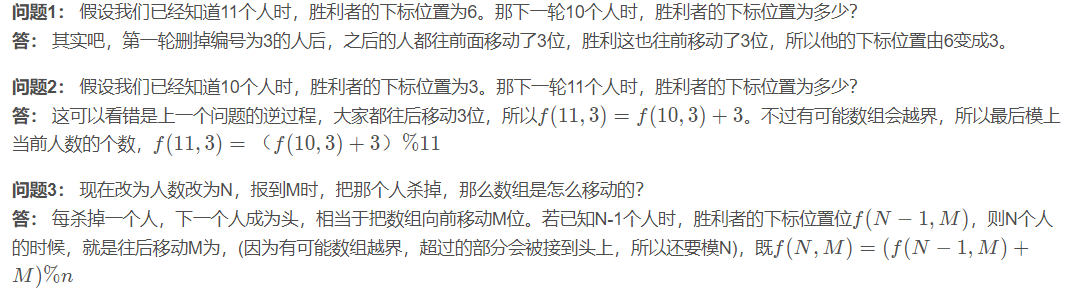 问题1： 假设我们已经知道11个人时，胜利者的下标位置为6。那下一轮10个人时，胜利者的下标位置为多少？
答： 其实吧，第一轮删掉编号为3的人后，之后的人都往前面移动了3位，胜利这也往前移动了3位，所以他的下标位置由6变成3。
问题2： 假设我们已经知道10个人时，胜利者的下标位置为3。那下一轮11个人时，胜利者的下标位置为多少？
答： 这可以看错是上一个问题的逆过程，大家都往后移动3位，所以f(11,3)=f(10,3)+3。不过有可能数组会越界，所以最后模上
当前人数的个数，f(11,3)=（f(10,3)+3）%11
问题3： 现在改为人数改为N，报到M时，把那个人杀掉，那么数组是怎么移动的？
答： 每杀掉一个人，下一个人成为头，相当于把数组向前移动M位。若已知N-1个人时，胜利者的下标位置位f(N−1,M)，则N个人
的时候，就是往后移动M为，(因为有可能数组越界，超过的部分会被接到头上，所以还要模N)，既f(N,M)=(f(N−1,M)+
M)%n